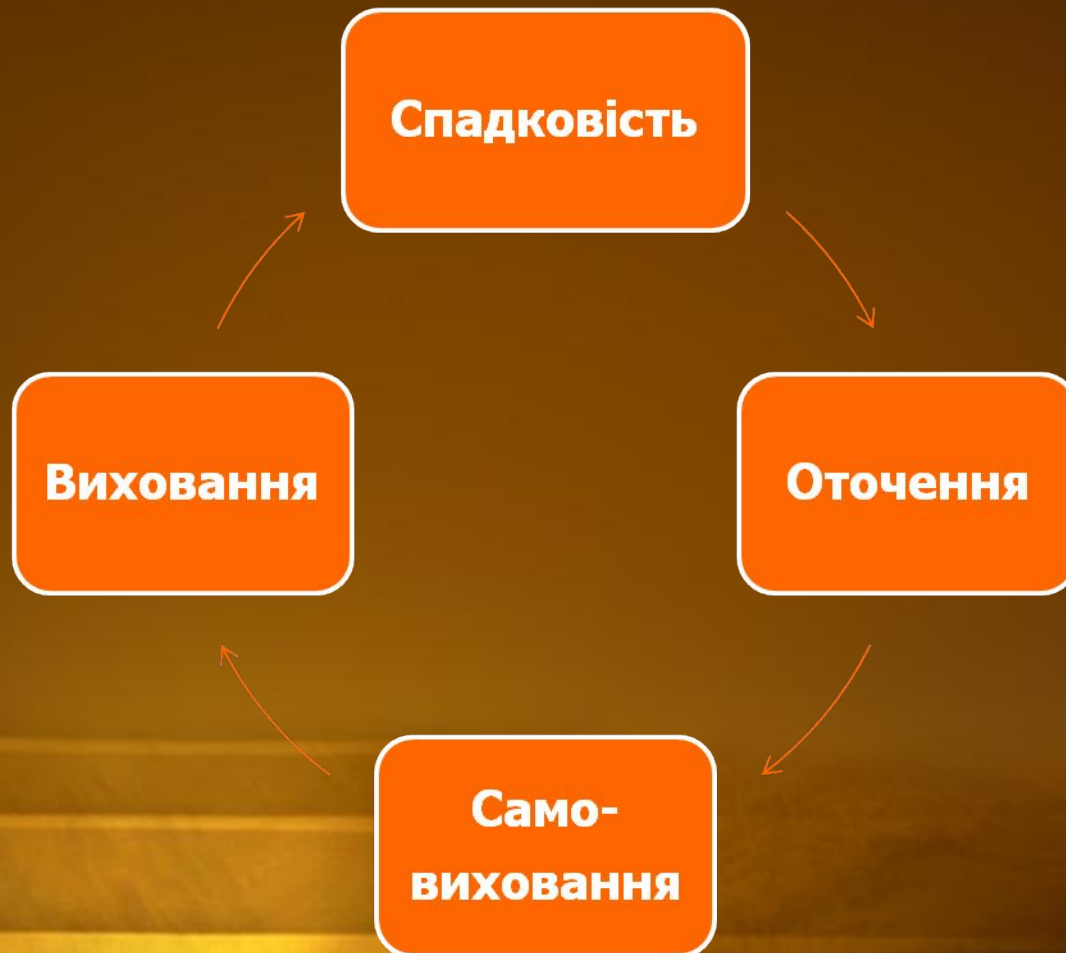 Спадковість
Виховання
Оточення
Само-
виховання